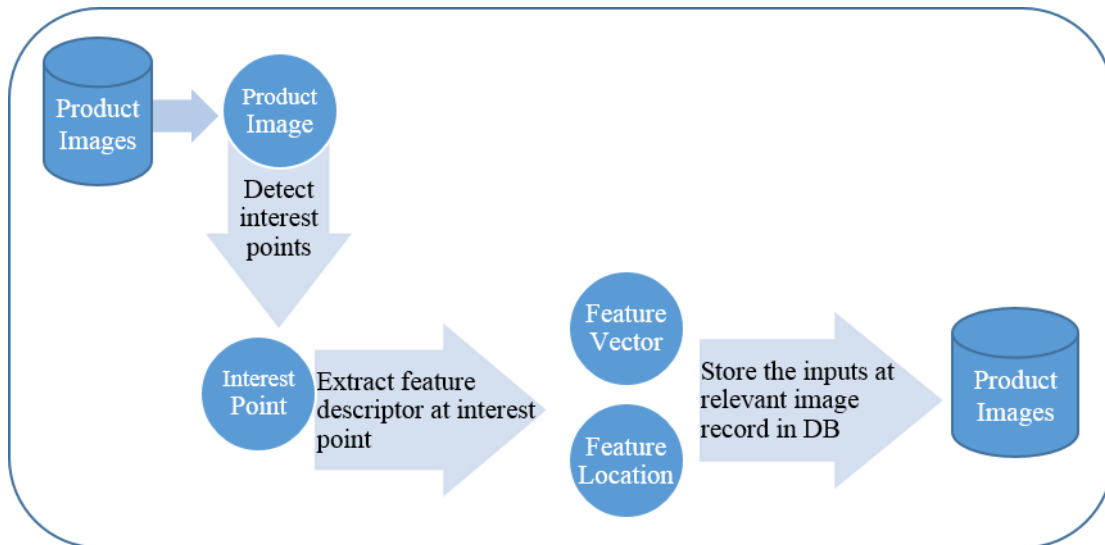 Product
Images
Product
Image
Detect
interest
points
Interest
Point
Extract feature
descriptor at interest
point
Feature
Vector
Feature
Location
Store the inputs at
relevant image
record in DB
Product
Images